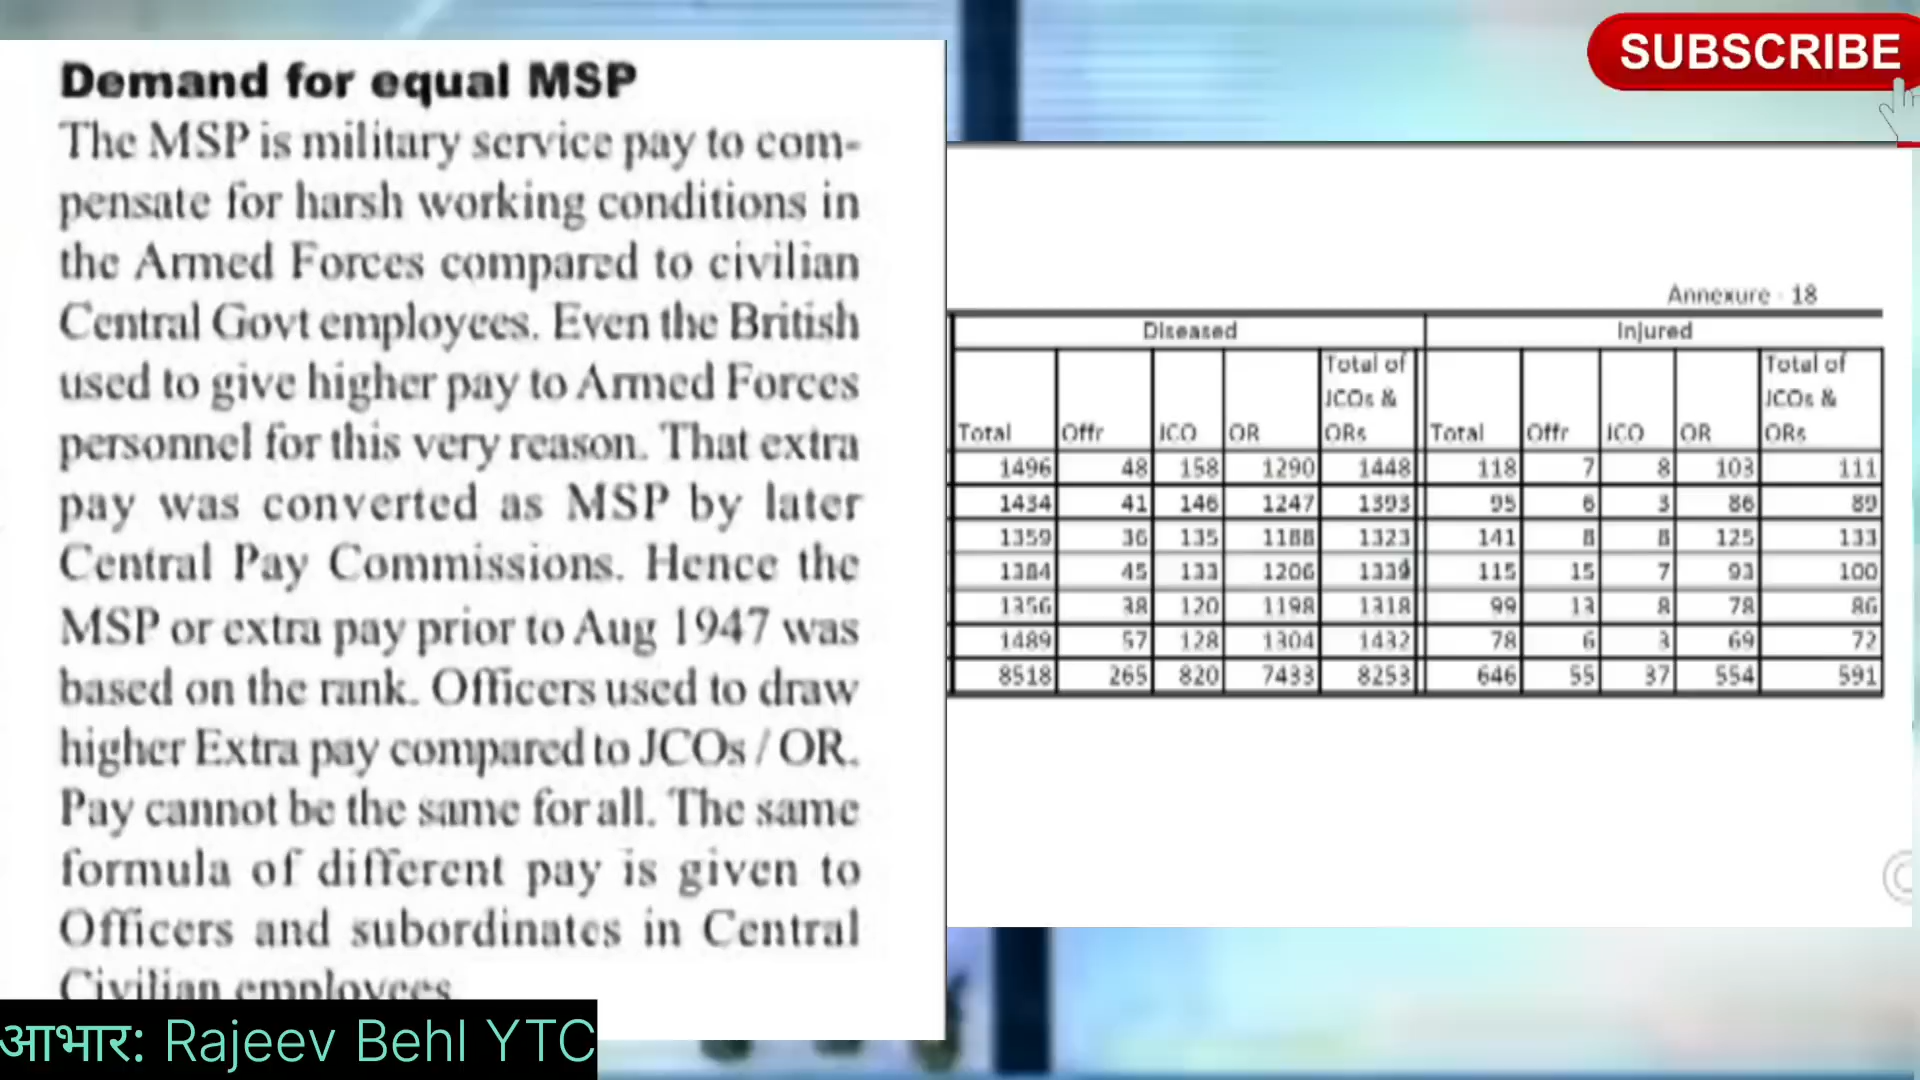 SUBSCRIBE
Demand for equal MSP
The MSP is military service pay to com-
pensate for harsh working conditions in
the Armed Forces compared to civilian
Central Govt employees. Even the British
used to give higher pay to Armed Forces
personnel for this very reason. That extra
pay was converted as MSP by later
Central Pay Commissions. Hence the
MSP or extra pay prior to Aug 1947 was
based on the rank. Officers used to draw
higher Extra pay compared to JCOs / OR.
Pay cannot be the same for all. The same
formula of different pay is given to
Officers and subordinates in Central
Civilian employees
Annexure - 18
Diseased Injured
Total Offr JCO OR Total of JCOs & ORs Total Offr JCO OR Total of JCOs & ORs
1496 48 158 1290 1448 118 7 8 103 111
1434 41 146 1247 1393 95 6 3 86 89
1359 36 135 1188 1323 141 8 8 125 133
1384 45 133 1206 1339 115 15 7 93 100
1356 38 120 1198 1318 99 13 8 78 86
1489 57 128 1304 1432 78 6 3 69 72
8518 265 820 7433 8253 646 55 37 554 591
आभार: Rajeev Behl YTC